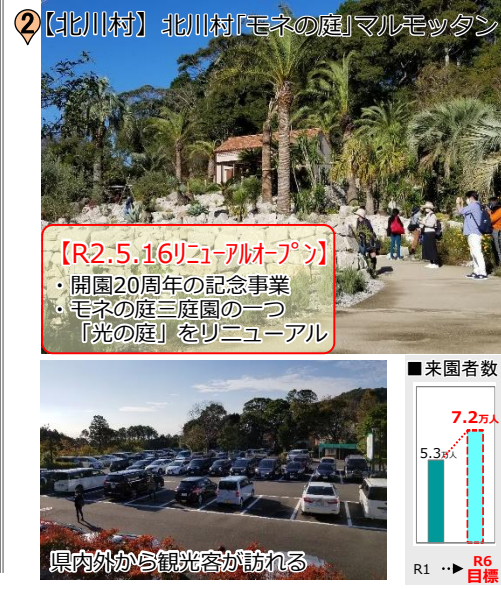 ②【北川村】北川村「モネの庭」マルモッタン
【R2.5.16リニューアルオープン】
・開園20周年の記念事業
・モネの庭三庭園の一つ
「光の庭」をリニューアル
県内外から観光客が訪れる
■来園者数
7.2万人
5.3万人
R1 ‥▶ R6
目標